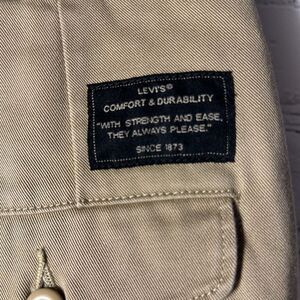 LEVI'S®
COMFORT & DURABILITY
"WITH STRENGTH AND EASE,
THEY ALWAYS PLEASE."
SINCE 1873